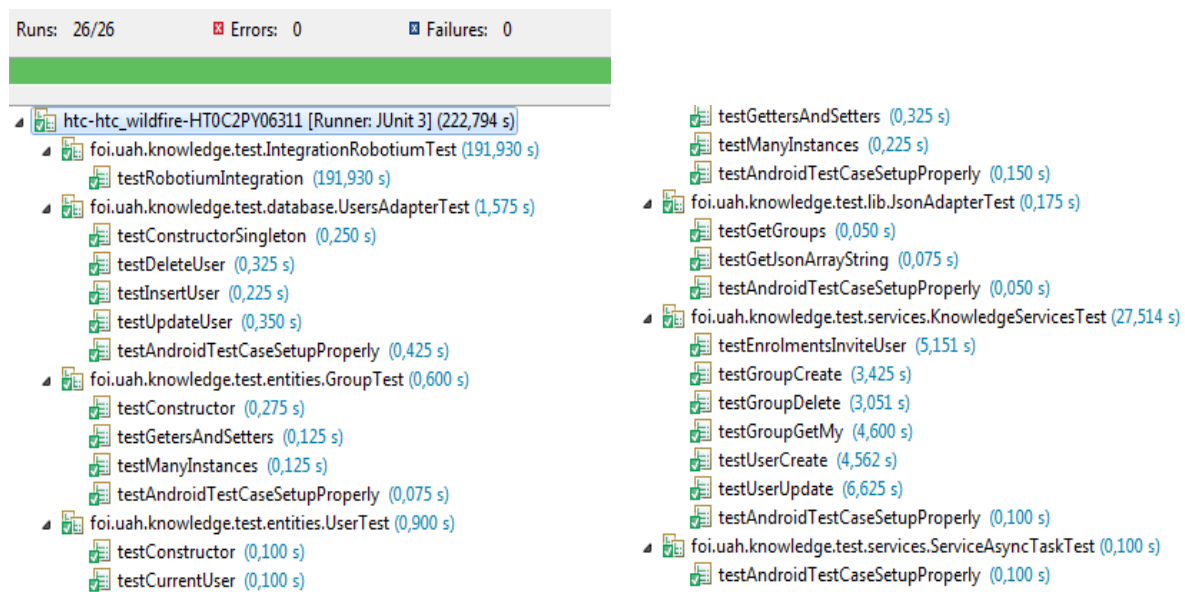 Runs: 26/26 Errors: 0 Failures: 0
htc-htc_wildfire-HT0C2PY06311 [Runner: JUnit 3] (222,794 s)
foi.uah.knowledge.test.IntegrationRobotiumTest (191,930 s)
testRobotiumIntegration (191,930 s)
foi.uah.knowledge.test.database.UsersAdapterTest (1,575 s)
testConstructorSingleton (0,250 s)
testDeleteUser (0,325 s)
testInsertUser (0,225 s)
testUpdateUser (0,350 s)
testAndroidTestCaseSetupProperly (0,425 s)
foi.uah.knowledge.test.entities.GroupTest (0,600 s)
testConstructor (0,275 s)
testGetersAndSetters (0,125 s)
testManyInstances (0,125 s)
testAndroidTestCaseSetupProperly (0,075 s)
foi.uah.knowledge.test.entities.UserTest (0,900 s)
testConstructor (0,100 s)
testCurrentUser (0,100 s)
testGettersAndSetters (0,325 s)
testManyInstances (0,225 s)
testAndroidTestCaseSetupProperly (0,150 s)
foi.uah.knowledge.test.lib.JsonAdapterTest (0,175 s)
testGetGroups (0,050 s)
testGetJsonArrayString (0,075 s)
testAndroidTestCaseSetupProperly (0,050 s)
foi.uah.knowledge.test.services.KnowledgeServicesTest (27,514 s)
testEnrolmentsInviteUser (5,151 s)
testGroupCreate (3,425 s)
testGroupDelete (3,051 s)
testGroupGetMy (4,600 s)
testUserCreate (4,562 s)
testUserUpdate (6,625 s)
testAndroidTestCaseSetupProperly (0,100 s)
foi.uah.knowledge.test.services.ServiceAsyncTaskTest (0,100 s)
testAndroidTestCaseSetupProperly (0,100 s)